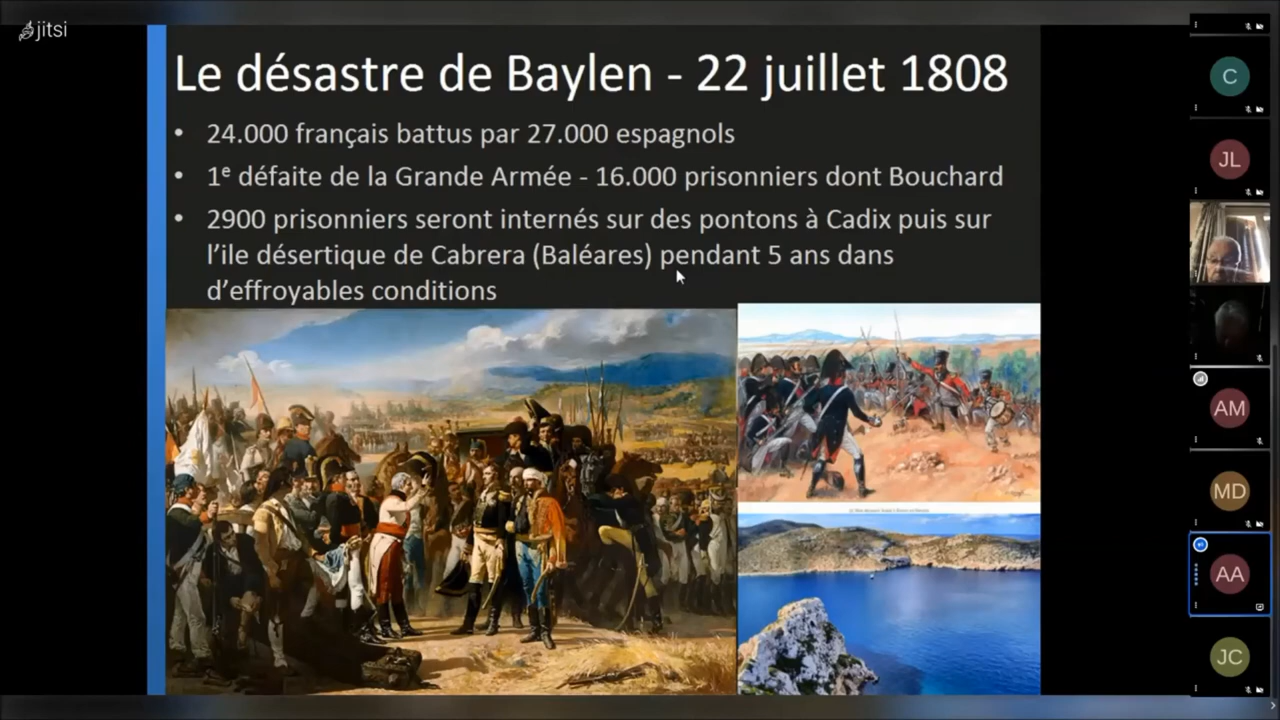 jitsi
Le désastre de Baylen - 22 juillet 1808
• 24.000 français battus par 27.000 espagnols
• 1e défaite de la Grande Armée - 16.000 prisonniers dont Bouchard
• 2900 prisonniers seront internés sur des pontons à Cadix puis sur
l'ile désertique de Cabrera (Baléares) pendant 5 ans dans
d'effroyables conditions
C
JL
AM
MD
AA
JC